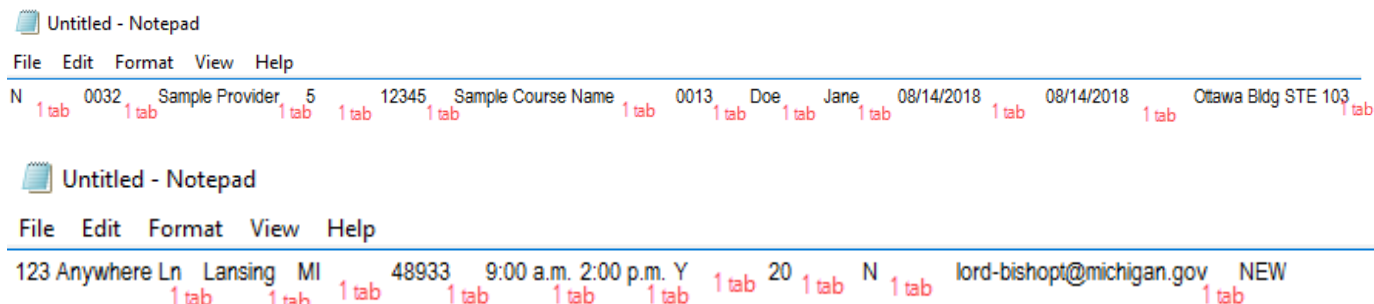 Untitled - Notepad
File Edit Format View Help
N 0032 Sample Provider 5 12345 Sample Course Name 0013 Doe Jane 08/14/2018 08/14/2018 Ottawa Bldg STE 103
1 tab 1 tab 1 tab 1 tab 1 tab 1 tab 1 tab 1 tab 1 tab 1 tab 1 tab 1 tab
Untitled - Notepad
File Edit Format View Help
123 Anywhere Ln Lansing MI 48933 9:00 a.m. 2:00 p.m. Y 20 N lord-bishopt@michigan.gov NEW
1 tab 1 tab 1 tab 1 tab 1 tab 1 tab 1 tab 1 tab 1 tab 1 tab